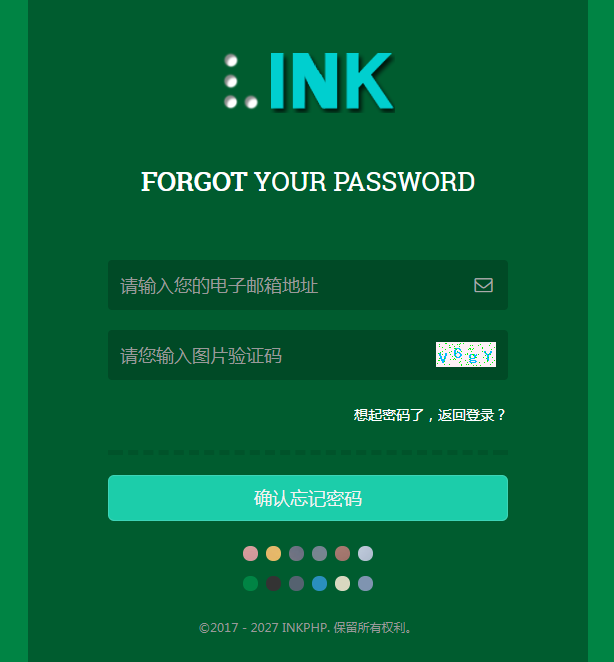 INK
FORGOT YOUR PASSWORD
请输入您的电子邮箱地址
请您输入图片验证码
v6gY
想起密码了，返回登录？
确认忘记密码
©2017 - 2027 INKPHP. 保留所有权利。